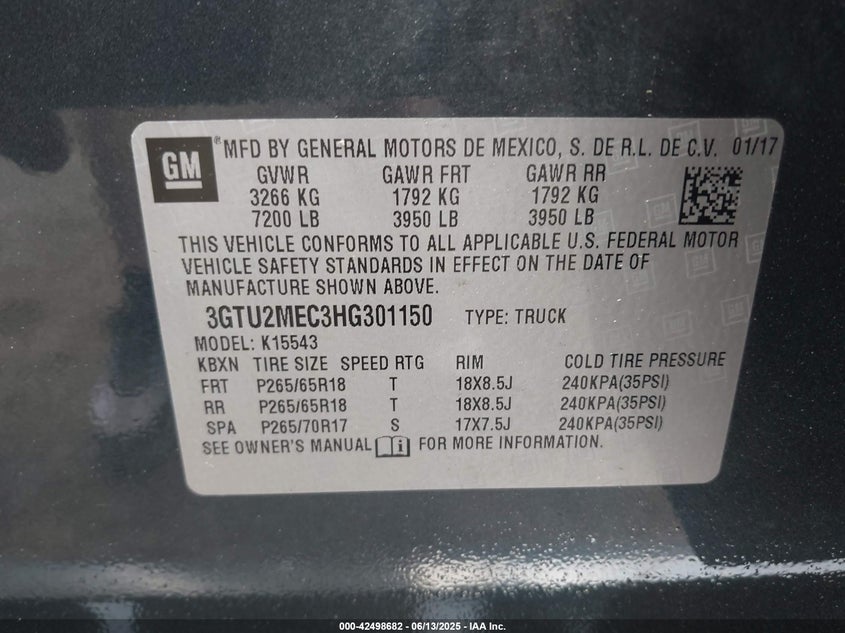 GM ® MFD BY GENERAL MOTORS DE MEXICO, S. DE R.L. DE C.V. 01/17
GVWR GAWR FRT GAWR RR
3266 KG 1792 KG 1792 KG
7200 LB 3950 LB 3950 LB
THIS VEHICLE CONFORMS TO ALL APPLICABLE U.S. FEDERAL MOTOR
VEHICLE SAFETY STANDARDS IN EFFECT ON THE DATE OF
MANUFACTURE SHOWN ABOVE.
3GTU2MEC3HG301150 TYPE: TRUCK
MODEL: K15543
KBXN TIRE SIZE SPEED RTG RIM COLD TIRE PRESSURE
FRT P265/65R18 T 18X8.5J 240KPA(35PSI)
RR P265/65R18 T 18X8.5J 240KPA(35PSI)
SPA P265/70R17 S 17X7.5J 240KPA(35PSI)
SEE OWNER'S MANUAL i FOR MORE INFORMATION.
000-42498682 - 06/13/2025 - IAA Inc.